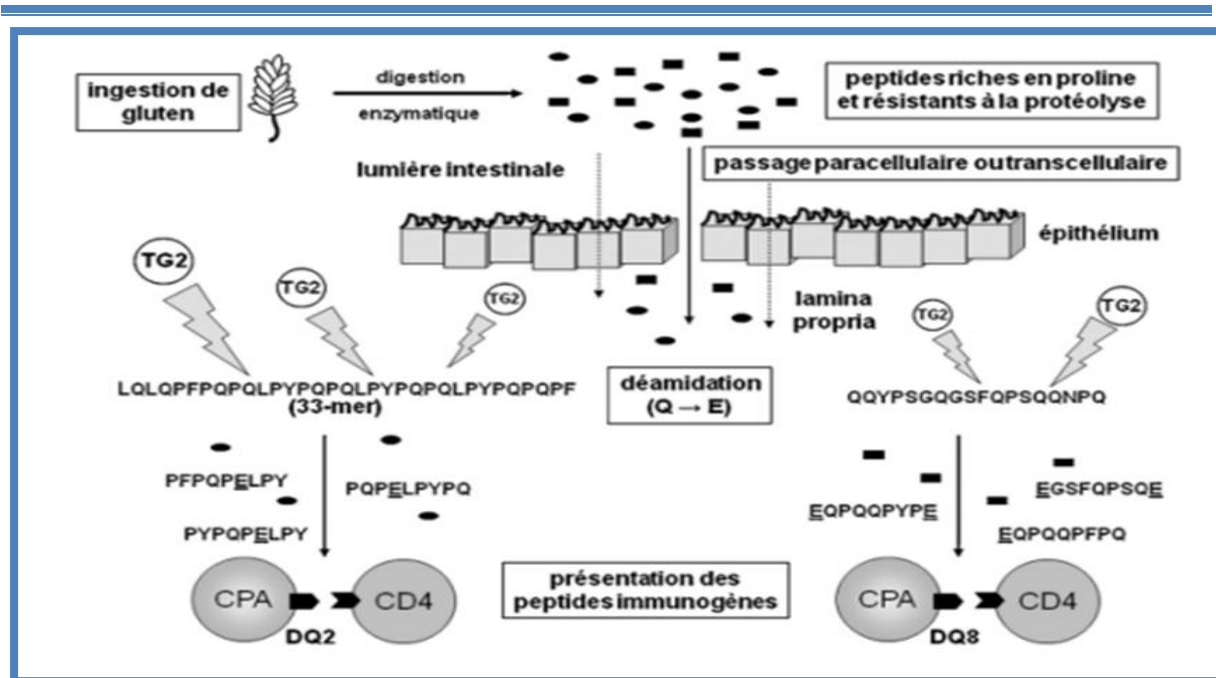 ingestion de
gluten
digestion
enzymatique
peptides riches en proline
et résistants à la protéolyse
lumière intestinale
passage paracellulaire ou transcellulaire
épithélium
TG2
TG2
TG2
lamina
propria
TG2
TG2
LQLQPFPQPQLPYPQPQLPYPQPQLPYPQPQPF
(33-mer)
déamidation
(Q → E)
QQYPSGQGSFQPSQQNPQ
PFPQPELPY
PQPELPYPQ
PYPQPELPY
EGSFQPSQE
EQPQQPYPE
EQPQQPFPQ
CPA
CD4
DQ2
présentation des
peptides immunogènes
CPA
CD4
DQ8